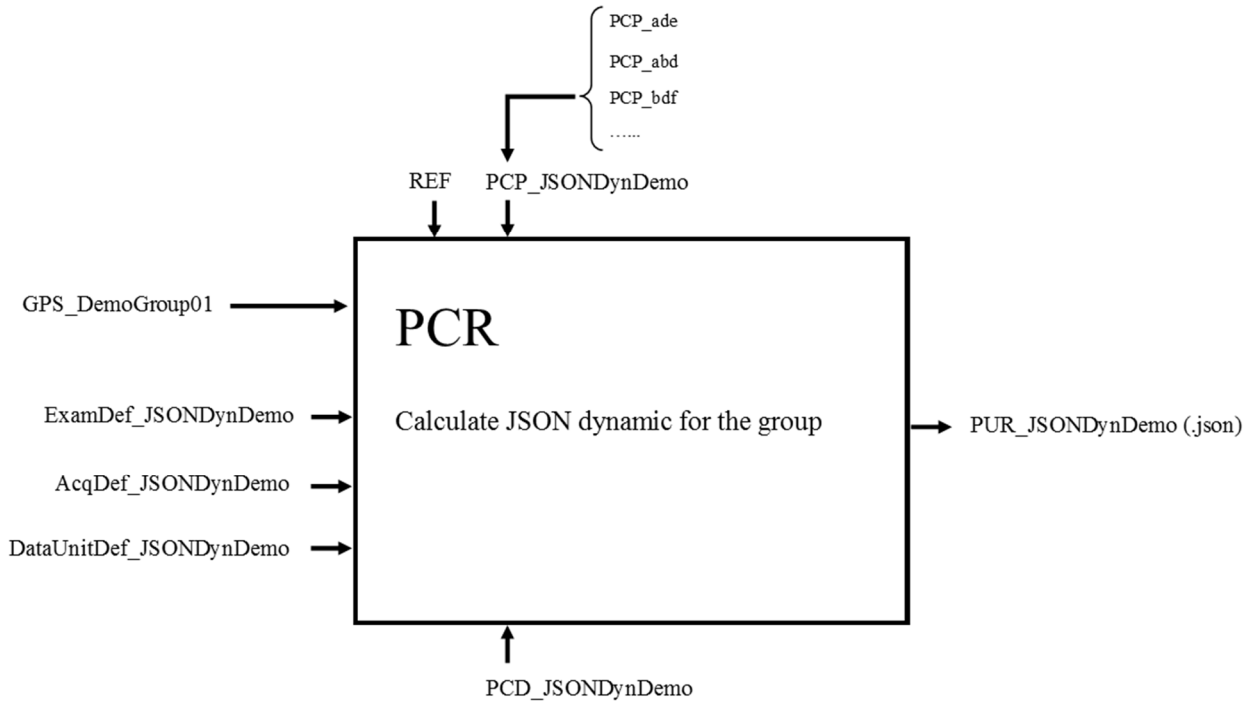 PCP_ade
PCP_abd
PCP_bdf
…...
REF
PCP_JSONDynDemo
GPS_DemoGroup01
PCR
ExamDef_JSONDynDemo
Calculate JSON dynamic for the group
PUR_JSONDynDemo (.json)
AcqDef_JSONDynDemo
DataUnitDef_JSONDynDemo
PCD_JSONDynDemo